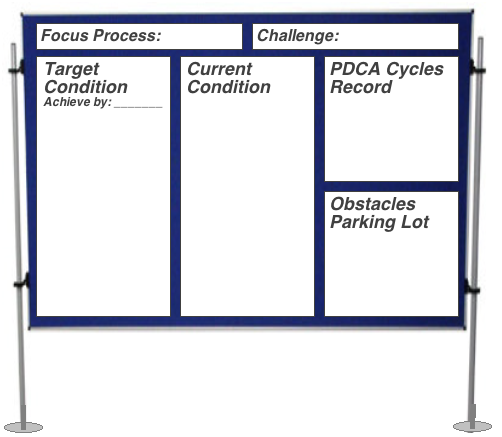 Focus Process:
Challenge:
Target
Condition
Achieve by: _______
Current
Condition
PDCA Cycles
Record
Obstacles
Parking Lot